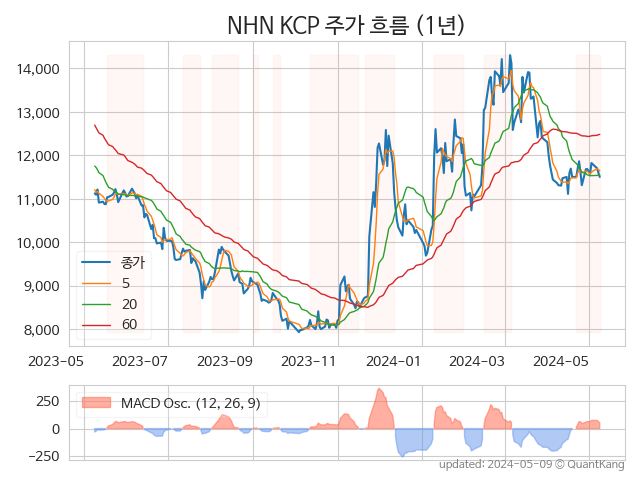 NHN KCP 주가 흐름 (1년)
14,000
13,000
12,000
11,000
10,000
9,000
8,000
종가
5
20
60
2023-05 2023-07 2023-09 2023-11 2024-01 2024-03 2024-05
250
0
−250
MACD Osc. (12, 26, 9)
updated: 2024-05-09 © QuantKang